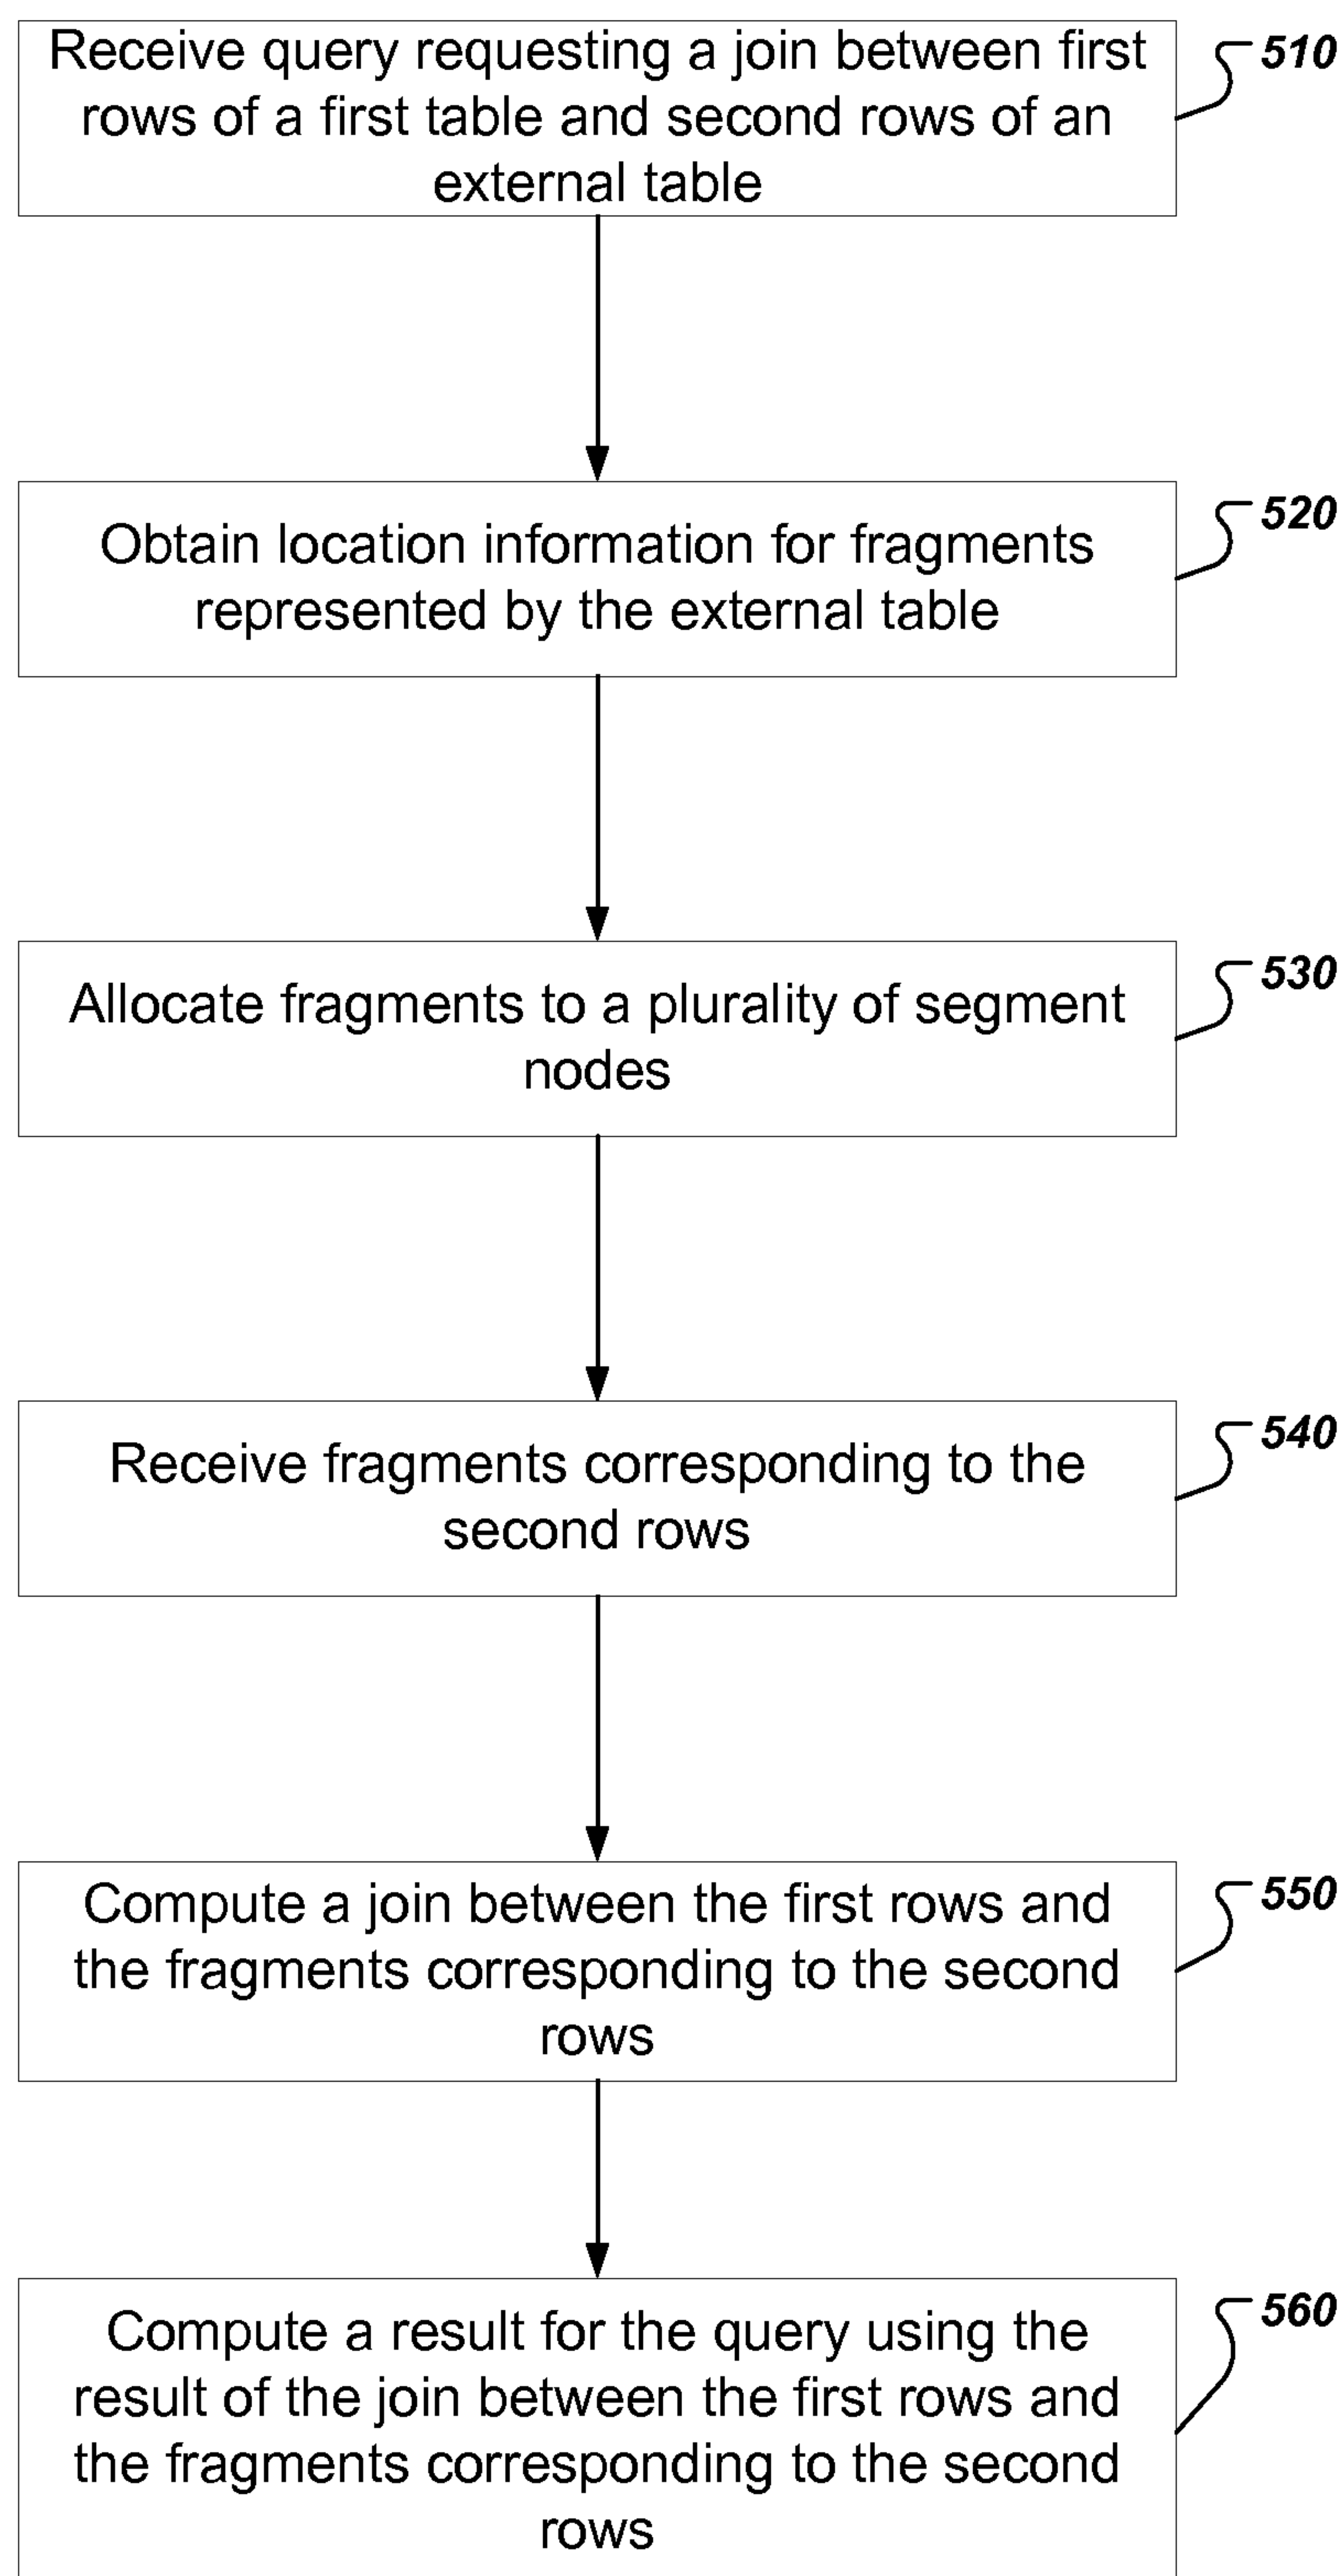 Receive query requesting a join between first
rows of a first table and second rows of an
external table
510
Obtain location information for fragments
represented by the external table
520
Allocate fragments to a plurality of segment
nodes
530
Receive fragments corresponding to the
second rows
540
Compute a join between the first rows and
the fragments corresponding to the second
rows
550
Compute a result for the query using the
result of the join between the first rows and
the fragments corresponding to the second
rows
560